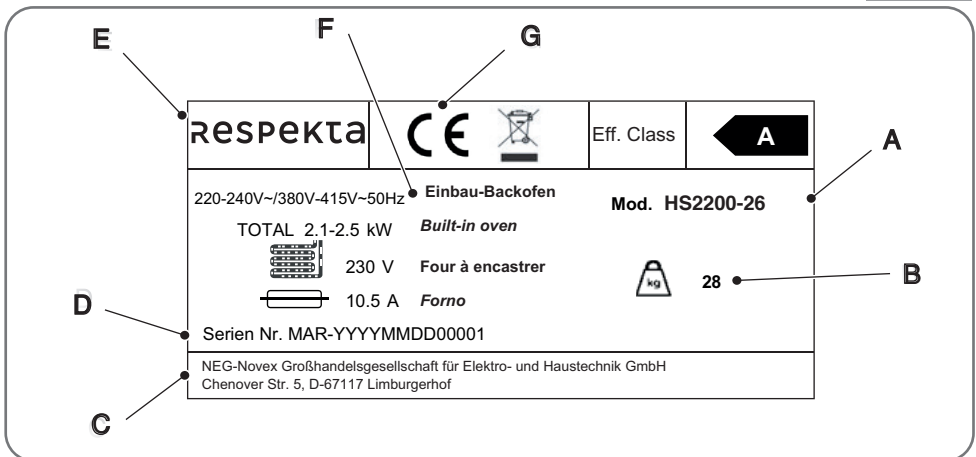 E
F
G
Respekta
CE
Eff. Class
A
A
220-240V~/380V-415V~50Hz
Einbau-Backofen
Mod. HS2200-26
TOTAL 2.1-2.5 kW
Built-in oven
230 V
Four à encastrer
kg
28
B
10.5 A
Forno
D
Serien Nr. MAR-YYYYMMDD00001
NEG-Novex Großhandelsgesellschaft für Elektro- und Haustechnik GmbH
Chenover Str. 5, D-67117 Limburgerhof
C